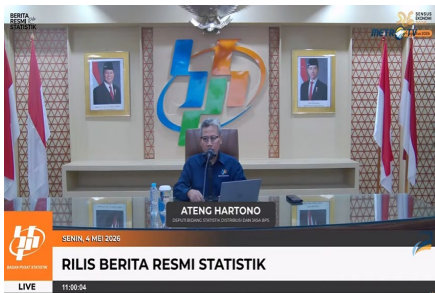 BERITA
RESMI
STATISTIK
SENSUS
EKONOMI
METROTV
ATENG HARTONO
DEPUTI BIDANG STATISTIK DISTRIBUSI DAN JASA BPS
SENIN, 4 MEI 2026
BADAN PUSAT STATISTIK
RILIS BERITA RESMI STATISTIK
LIVE
11:00:04